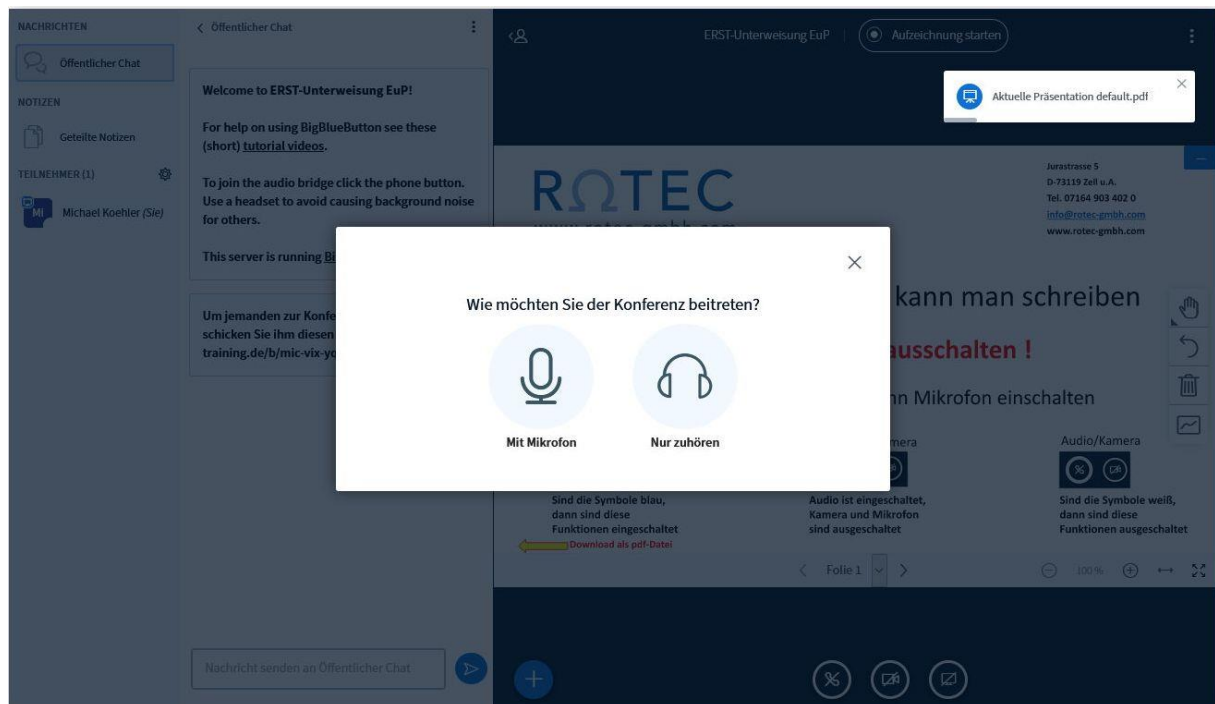 NACHRICHTEN
Öffentlicher Chat
NOTIZEN
Geteilte Notizen
TEILNEHMER (1)
Mi
Michael Koehler (Sie)
Öffentlicher Chat
Welcome to ERST-Unterweisung EuP!
For help on using BigBlueButton see these
(short) tutorial videos.
To join the audio bridge click the phone button.
Use a headset to avoid causing background noise
for others.
This server is running
Um jemanden zur
schicken Sie ihm diesen
training.de/b/mic-vix-
Nachricht senden an Öffentlicher Chat
ERST-Unterweisung EuP
Aufzeichnung starten
Aktuelle Präsentation default.pdf
RΩTEC
www.rotec-gmbh.com
Jurastrasse 5
D-73119 Zell u.A.
Tel. 07164 903 402 0
info@rotec-gmbh.com
www.rotec-gmbh.com
kann man schreiben
ausschalten !
Mikrofon einschalten
Audio/Kamera
Sind die Symbole blau,
dann sind diese
Funktionen eingeschaltet
Download als pdf-Datei
Audio ist eingeschaltet,
Kamera und Mikrofon
sind ausgeschaltet
Sind die Symbole weiß,
dann sind diese
Funktionen ausgeschaltet
Wie möchten Sie der Konferenz beitreten?
Mit Mikrofon
Nur zuhören
Folie 1
100 %